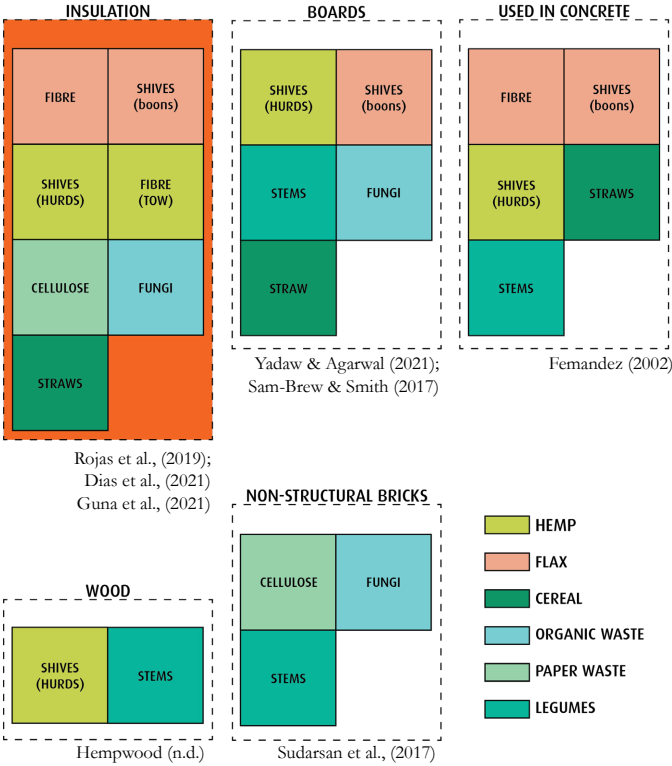 INSULATION
FIBRE
SHIVES
(boons)
SHIVES
(HURDS)
FIBRE
(TOW)
CELLULOSE
FUNGI
STRAWS
Rojas et al., (2019);
Dias et al., (2021)
Guna et al., (2021)
BOARDS
SHIVES
(HURDS)
SHIVES
(boons)
STEMS
FUNGI
STRAW
Yadaw & Agarwal (2021);
Sam-Brew & Smith (2017)
USED IN CONCRETE
FIBRE
SHIVES
(boons)
SHIVES
(HURDS)
STRAWS
STEMS
Fernandez (2002)
WOOD
SHIVES
(HURDS)
STEMS
Hempwood (n.d.)
NON-STRUCTURAL BRICKS
CELLULOSE
FUNGI
STEMS
Sudarsan et al., (2017)
HEMP
FLAX
CEREAL
ORGANIC WASTE
PAPER WASTE
LEGUMES